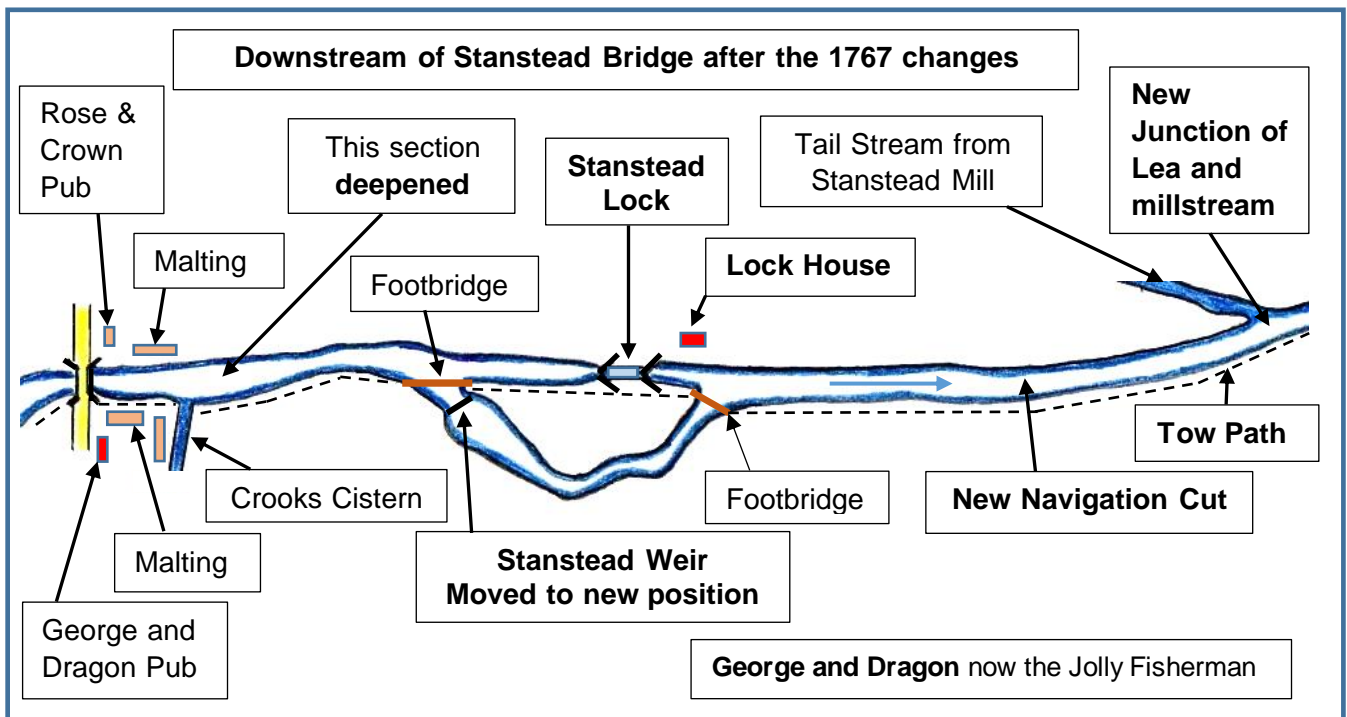 Downstream of Stanstead Bridge after the 1767 changes
Rose &
Crown
Pub
This section
deepened
Stanstead
Lock
Tail Stream from
Stanstead Mill
New
Junction of
Lea and
millstream
Malting
Footbridge
Lock House
Crooks Cistern
Malting
George and
Dragon Pub
Stanstead Weir
Moved to new position
Footbridge
New Navigation Cut
Tow Path
George and Dragon now the Jolly Fisherman